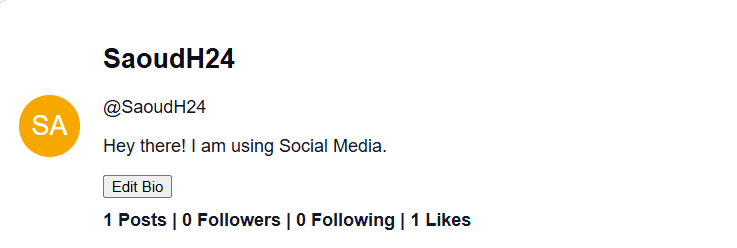 SaoudH24
@SaoudH24
SA
Hey there! I am using Social Media.
Edit Bio
1 Posts | 0 Followers | 0 Following | 1 Likes